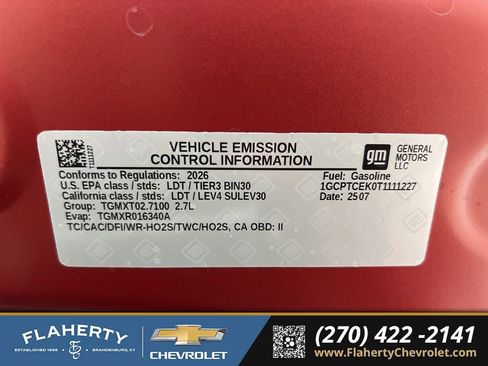 T1111227
VEHICLE EMISSION
CONTROL INFORMATION
gm
GENERAL
MOTORS
LLC
Conforms to Regulations: 2026
Fuel: Gasoline
U.S. EPA class / stds: LDT / TIER3 BIN30
1GCPTCEK0T1111227
California class / stds: LDT / LEV4 SULEV30
Date: 25 07
Group: TGMXT02.7100 2.7L
Evap: TGMXR016340A
TC/CAC/DFI/WR-HO2S/TWC/HO2S, CA OBD: II
FLAHERTY
ESTABLISHED 1996
BRANDENBURG, KY
CHEVROLET
(270) 422 -2141
www.FlahertyChevrolet.com